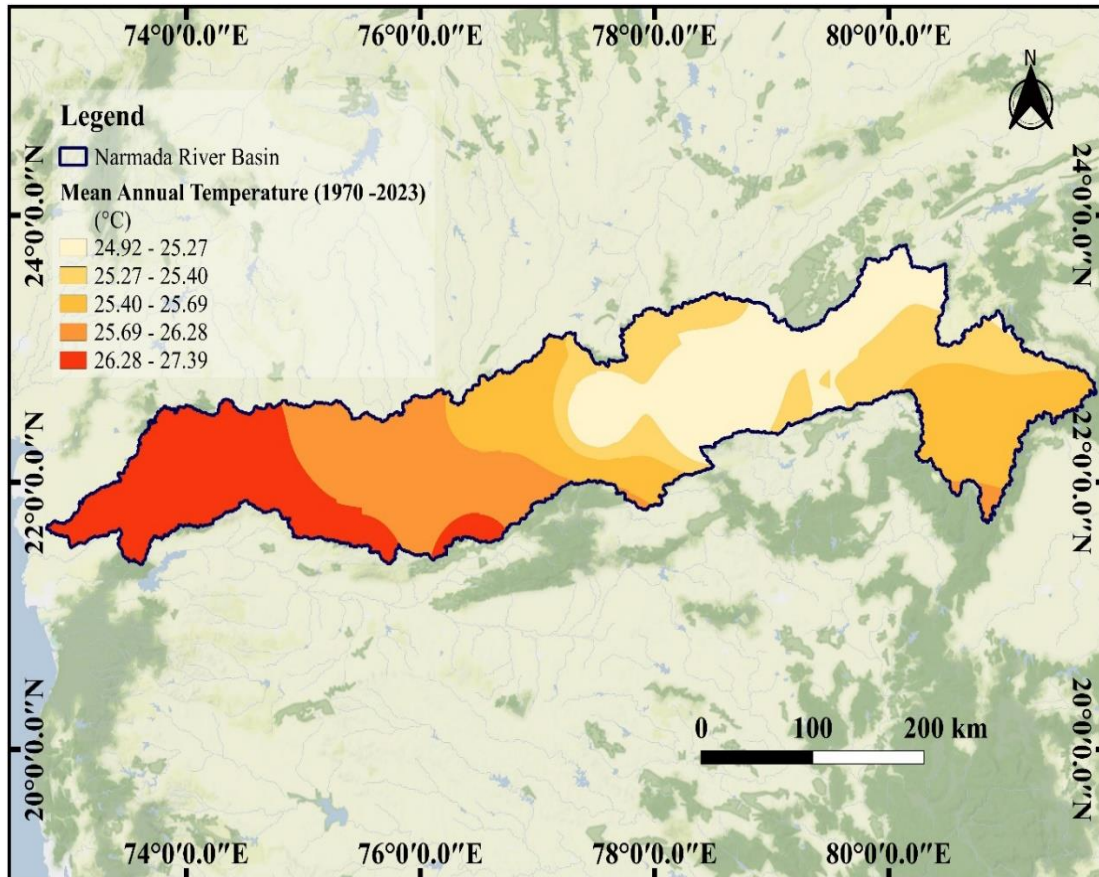 74°0'0.0"E 76°0'0.0"E 78°0'0.0"E 80°0'0.0"E
N
Legend
Narmada River Basin
Mean Annual Temperature (1970 -2023)
(°C)
24.92 - 25.27
25.27 - 25.40
25.40 - 25.69
25.69 - 26.28
26.28 - 27.39
24°0'0.0"N
22°0'0.0"N
20°0'0.0"N
24°0'0.0"N
22°0'0.0"N
20°0'0.0"N
0 100 200 km
74°0'0.0"E 76°0'0.0"E 78°0'0.0"E 80°0'0.0"E